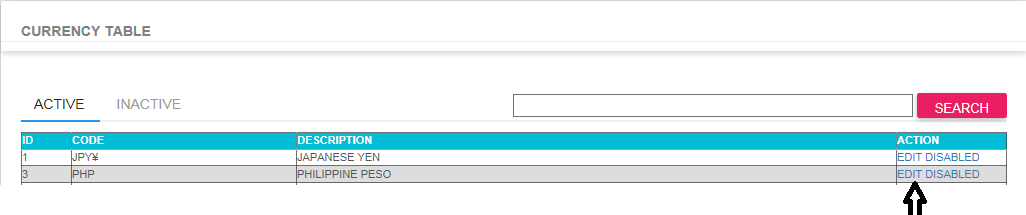 CURRENCY TABLE
ACTIVE INACTIVE SEARCH
ID CODE DESCRIPTION ACTION
1 JPY¥ JAPANESE YEN EDIT DISABLED
3 PHP PHILIPPINE PESO EDIT DISABLED